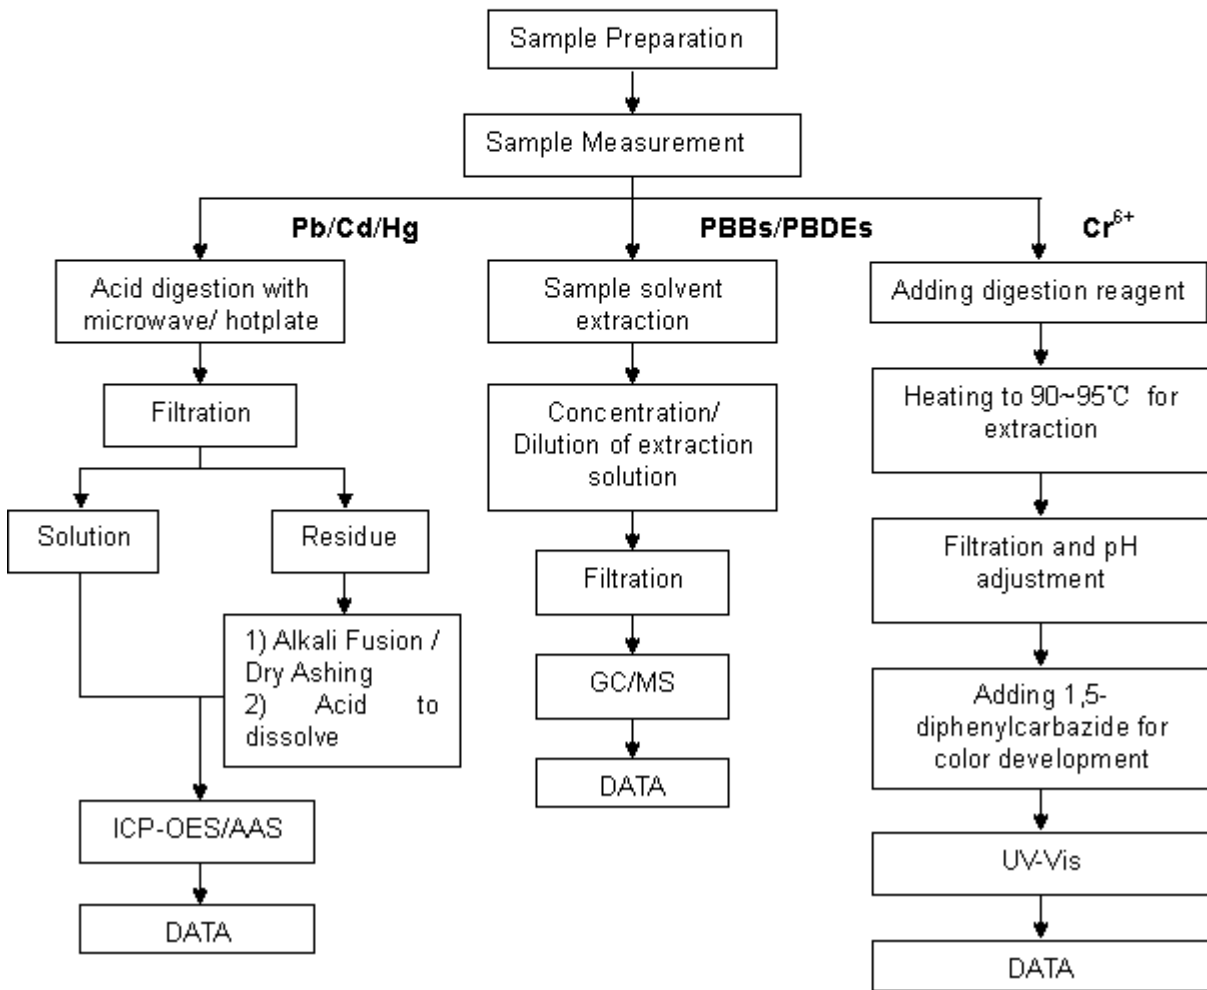 Sample Preparation
Sample Measurement
Pb/Cd/Hg
PBBs/PBDEs
Cr⁶⁺
Acid digestion with
microwave/ hotplate
Filtration
Solution
Residue
1) Alkali Fusion /
Dry Ashing
2) Acid to
dissolve
ICP-OES/AAS
DATA
Sample solvent
extraction
Concentration/
Dilution of extraction
solution
Filtration
GC/MS
DATA
Adding digestion reagent
Heating to 90~95℃ for
extraction
Filtration and pH
adjustment
Adding 1,5-
diphenylcarbazide for
color development
UV-Vis
DATA